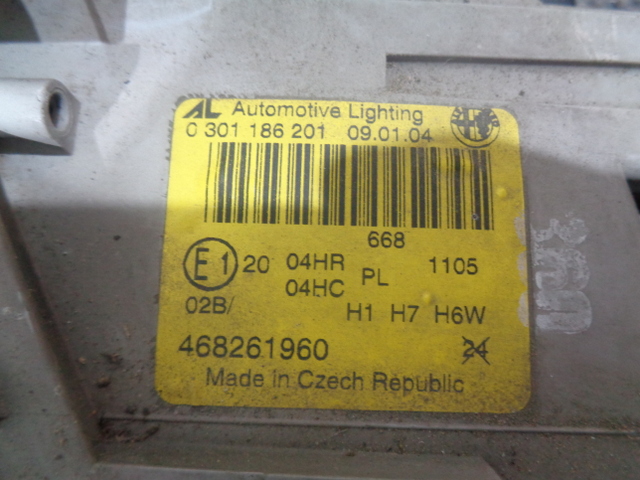 AL Automotive Lighting
0 301 186 201 09.01.04
668
E1 20 04HR PL 1105
04HC
02B/ H1 H7 H6W
468261960 24
Made in Czech Republic